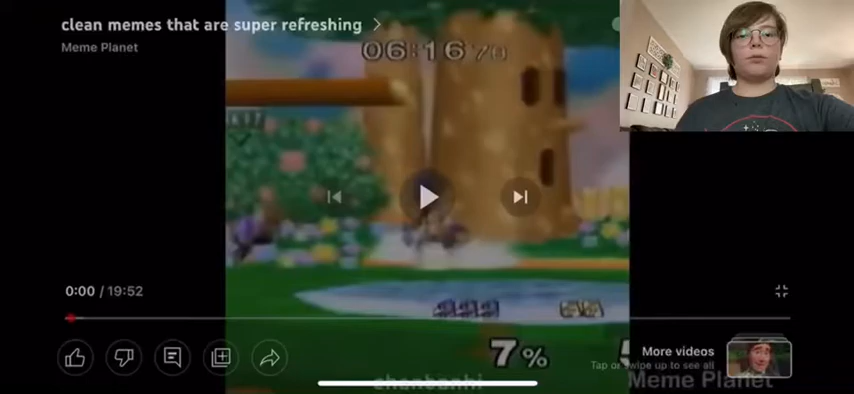 clean memes that are super refreshing
Meme Planet
06:16 70
0:00 / 19:52
7%
More videos
Tap or swipe up to see all
Meme Planet